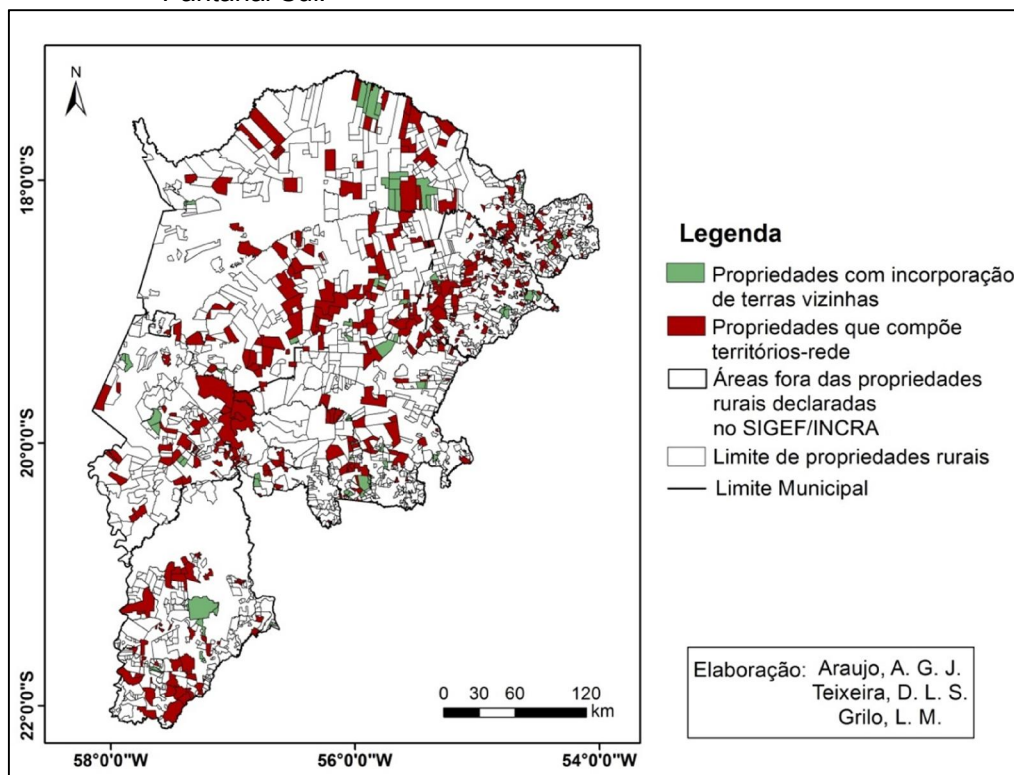 Pantanal Sul.
N
18°0'0"S
20°0'0"S
22°0'0"S
58°0'0"W
56°0'0"W
54°0'0"W
0 30 60 120
km
Legenda
Propriedades com incorporação
de terras vizinhas
Propriedades que compõe
territórios-rede
Áreas fora das propriedades
rurais declaradas
no SIGEF/INCRA
Limite de propriedades rurais
Limite Municipal
Elaboração: Araujo, A. G. J.
Teixeira, D. L. S.
Grilo, L. M.